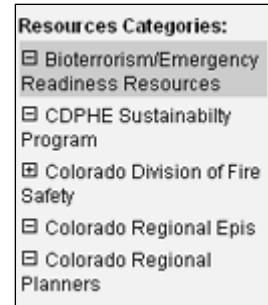 Resources Categories:
Bioterrorism/Emergency
Readiness Resources
CDPHE Sustainabilty
Program
Colorado Division of Fire
Safety
Colorado Regional Epis
Colorado Regional
Planners